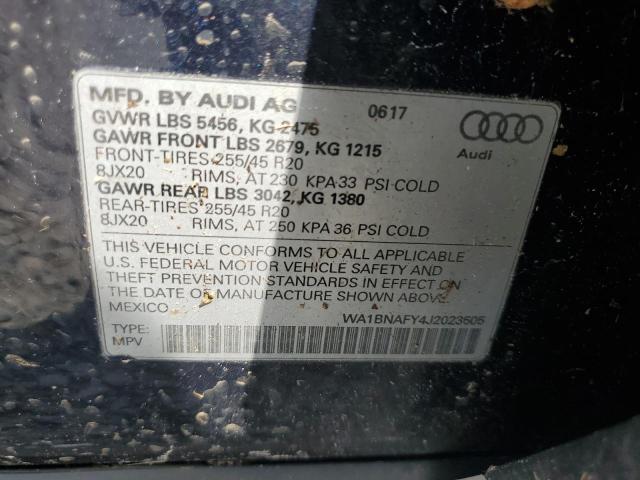 MFD. BY AUDI AG 0617
GVWR LBS 5456, KG 2475
GAWR FRONT LBS 2679, KG 1215
FRONT-TIRES 255/45 R20
8JX20 RIMS, AT 230 KPA 33 PSI COLD
GAWR REAR LBS 3042, KG 1380
REAR-TIRES 255/45 R20
8JX20 RIMS, AT 250 KPA 36 PSI COLD
Audi
THIS VEHICLE CONFORMS TO ALL APPLICABLE
U.S. FEDERAL MOTOR VEHICLE SAFETY AND
THEFT PREVENTION STANDARDS IN EFFECT ON
THE DATE OF MANUFACTURE SHOWN ABOVE.
MEXICO
WA1BNAFY4J2023605
TYPE:
MPV